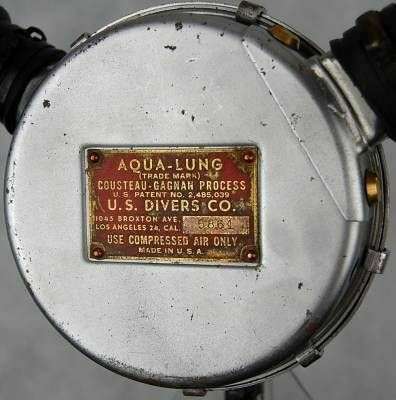 AQUA-LUNG
(TRADE MARK)
COUSTEAU-GAGNAN PROCESS
U.S. PATENT NO. 2,485,039
U.S. DIVERS CO.
11045 BROXTON AVE.
LOS ANGELES 24, CAL.
USE COMPRESSED AIR ONLY
MADE IN U.S.A.